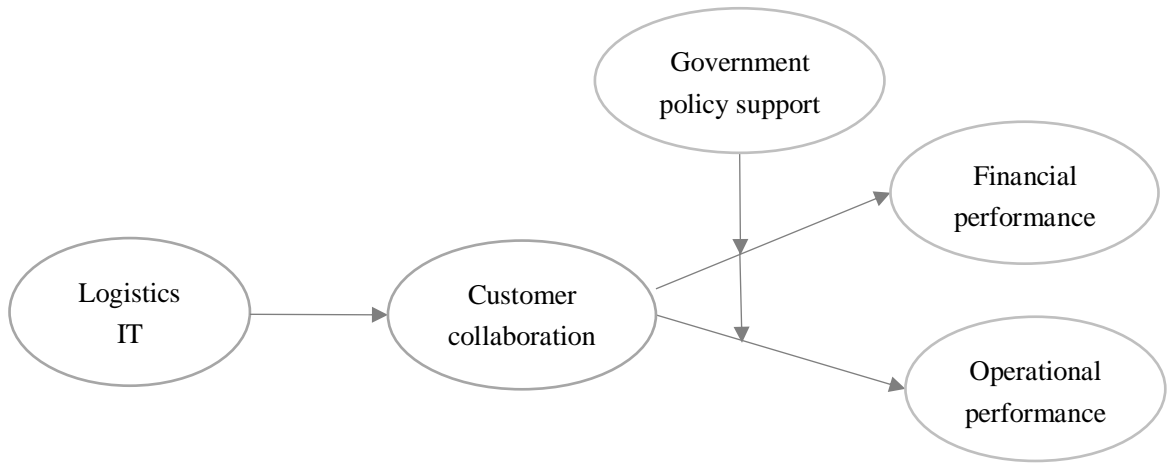 Government
policy support
Financial
performance
Logistics
IT
Customer
collaboration
Operational
performance